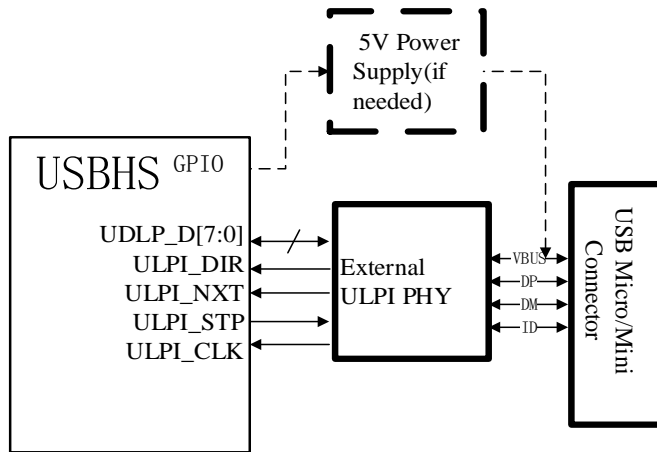 5V Power
Supply(if
needed)
USBHS
GPIO
UDLP_D[7:0]
ULPI_DIR
ULPI_NXT
ULPI_STP
ULPI_CLK
External
ULPI PHY
VBUS
DP
DM
ID
USB Micro/Mini
Connector